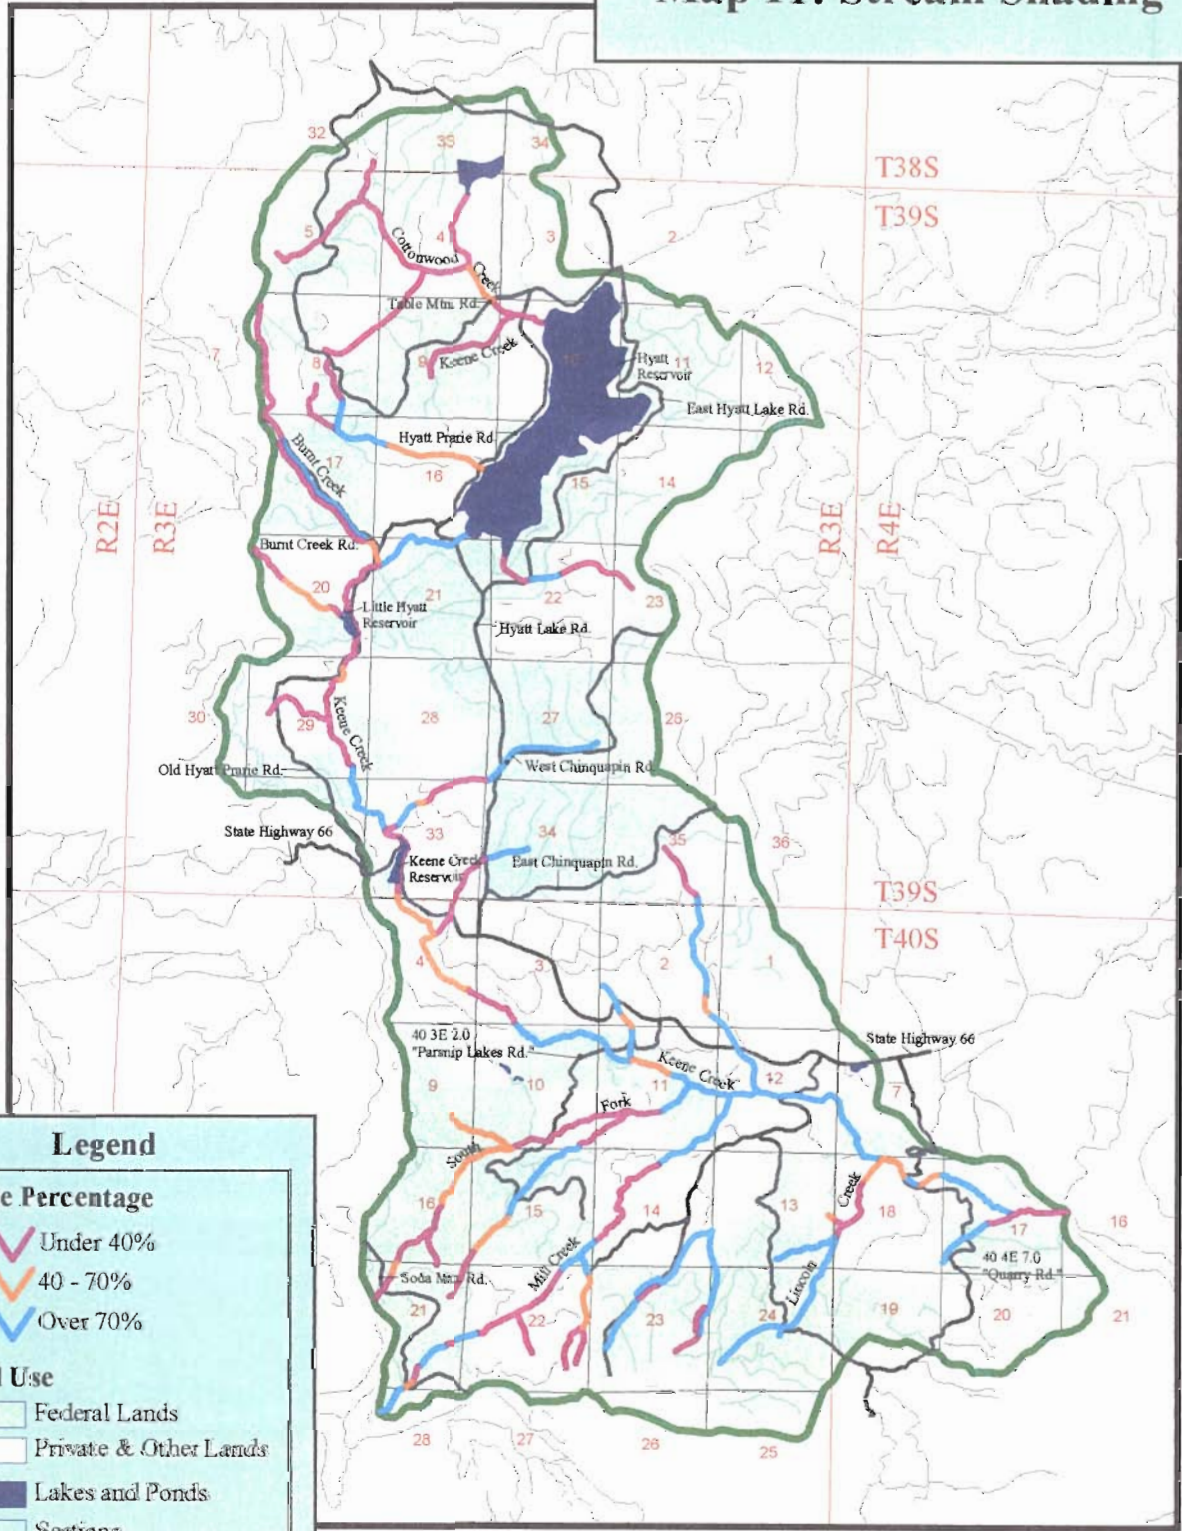 Map 11: Stream Shading
32
33
34
T38S
T39S
5
4
3
2
Cottonwood
Creek
Table Mtn. Rd.
7
8
9
Keene Creek
10
Hyatt
Reservoir
11
12
East Hyatt Lake Rd.
Burnt Creek
Hyatt Prarie Rd
17
16
15
14
R2E
R3E
R3E
R4E
Burnt Creek Rd.
20
21
22
23
Little Hyatt
Reservoir
Hyatt Lake Rd.
30
29
Keene Creek
28
27
26
Old Hyatt Prarie Rd.
West Chinquapin Rd.
State Highway 66
33
34
35
36
Keene Creek
Reservoir
East Chinquapin Rd.
T39S
T40S
4
3
2
1
40 3E 2.0
"Parsnip Lakes Rd."
State Highway 66
9
10
11
Keene Creek
12
7
Fork
South
16
15
14
13
Creek
18
17
16
Mill Creek
40 4E 7.0
"Quarry Rd."
Soda Mtn. Rd.
Lincoln
21
22
23
24
19
20
21
28
27
26
25
Legend
e Percentage
Under 40%
40 - 70%
Over 70%
Use
Federal Lands
Private & Other Lands
Lakes and Ponds
Sections